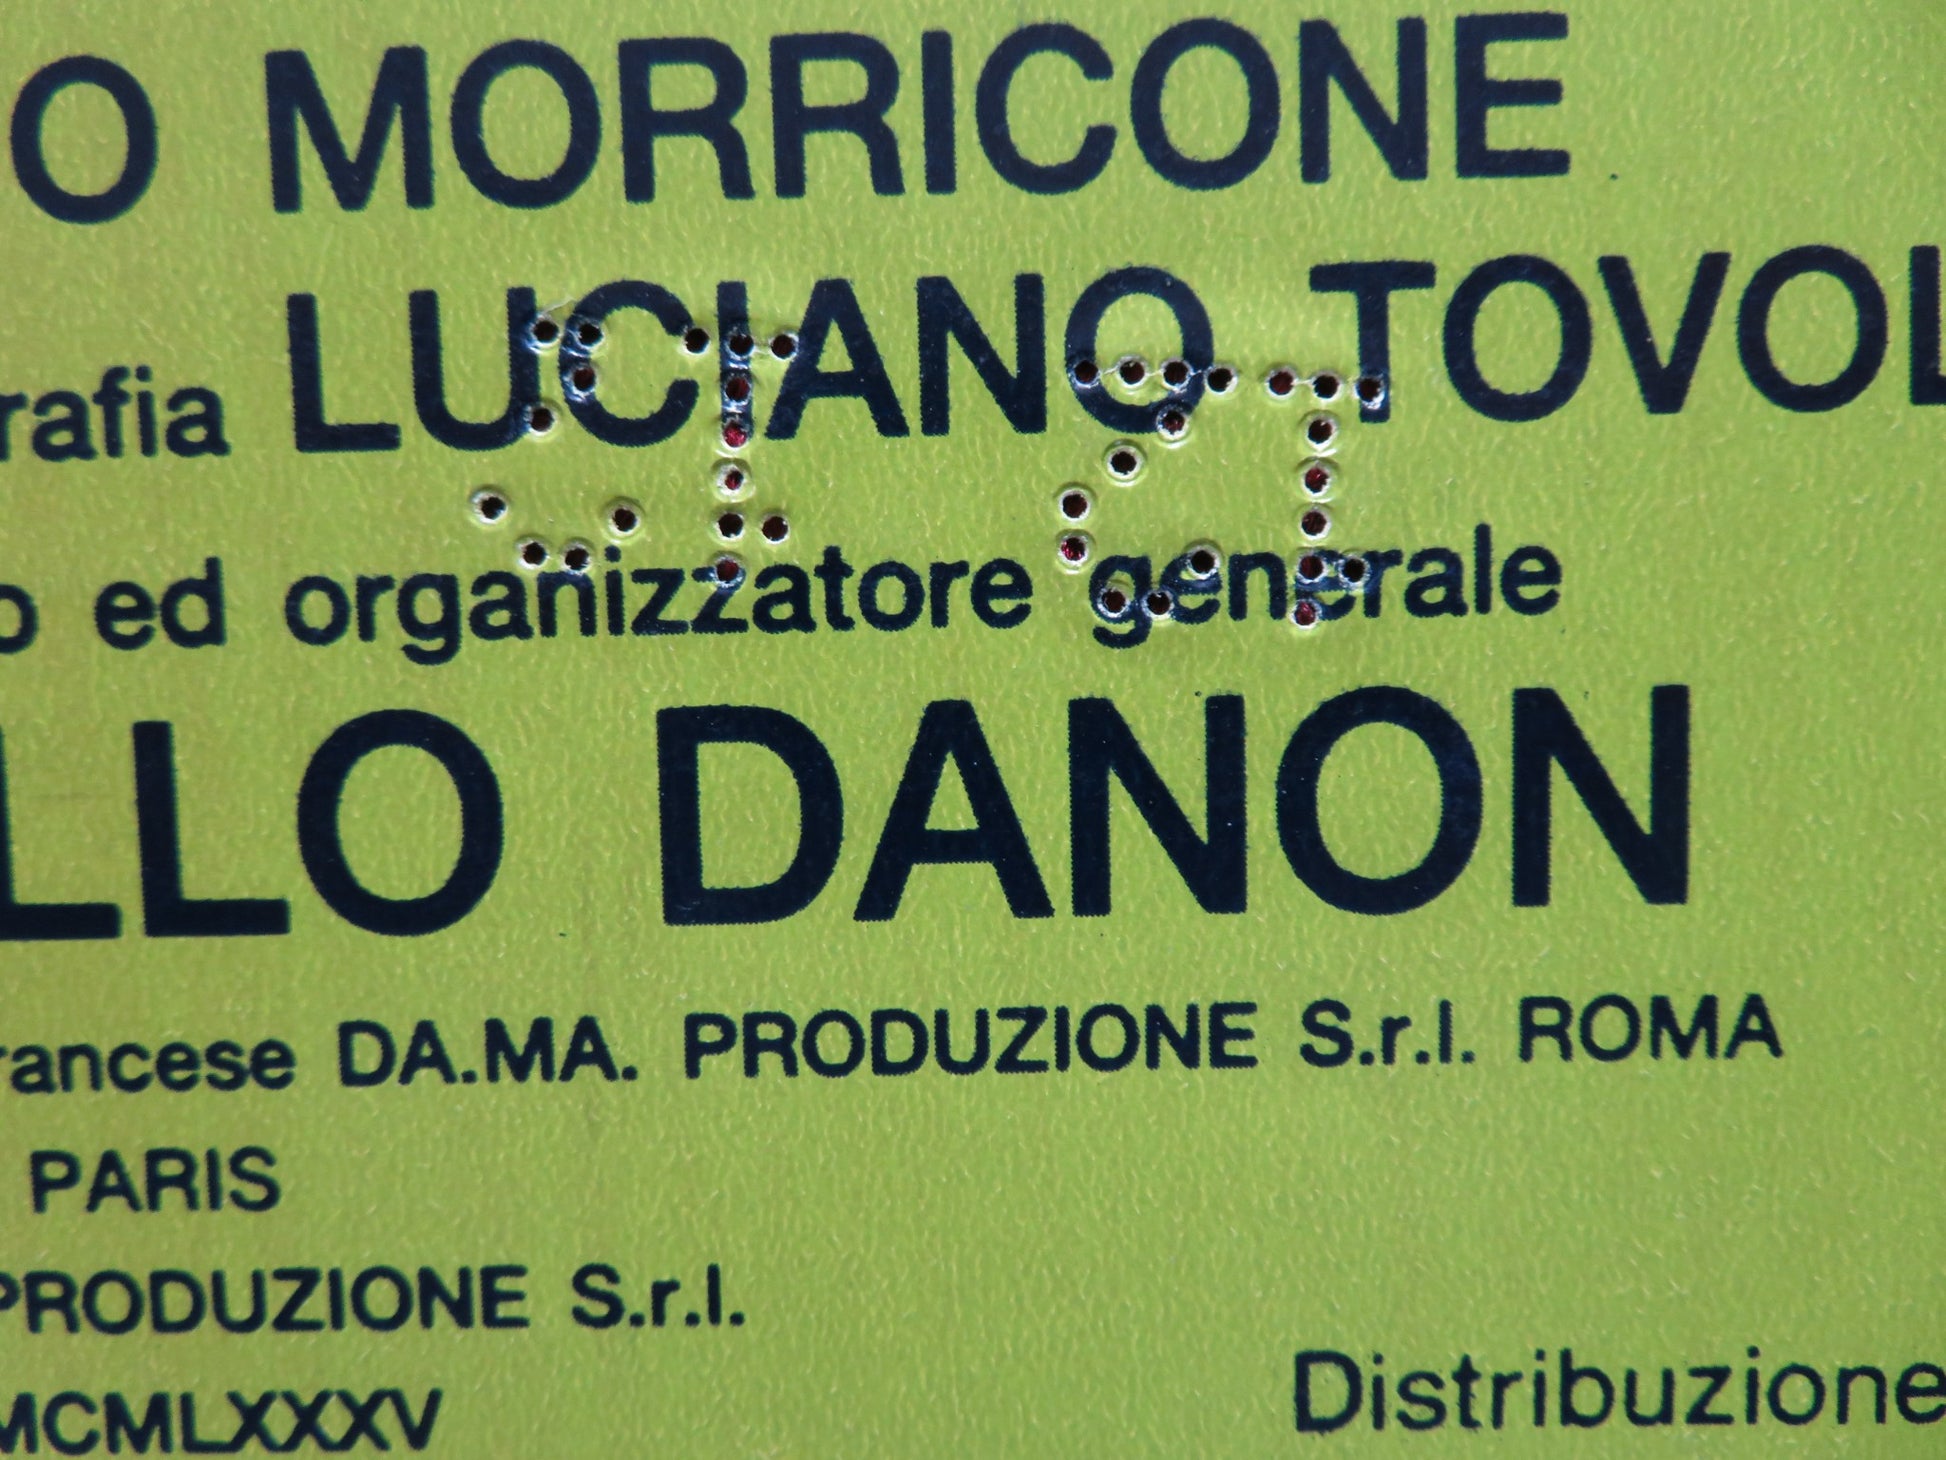 O MORRICONE
rafia LUCIANO TOVOL
o ed organizzatore generale
LLO DANON
rancese DA.MA. PRODUZIONE S.r.l. ROMA
PARIS
PRODUZIONE S.r.l.
MCMLXXXV
Distribuzione